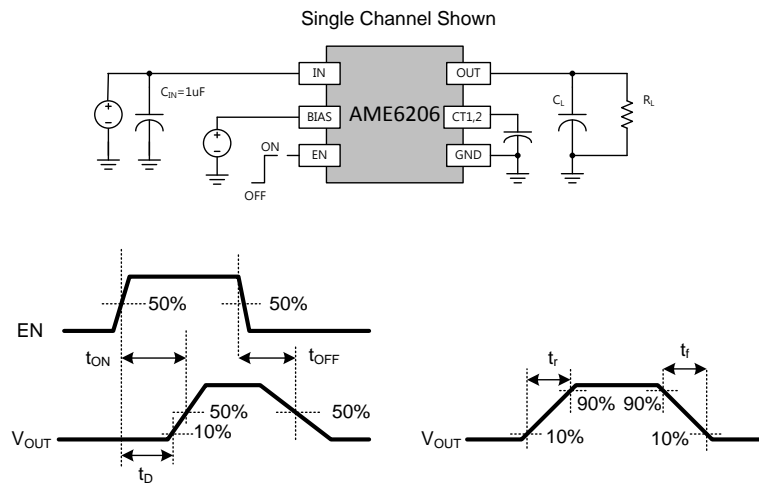 Single Channel Shown
IN
OUT
C_IN=1uF
C_L
R_L
+
-
BIAS
AME6206
CT1,2
+
-
ON
EN
GND
OFF
50%
50%
EN
t_ON
t_OFF
t_r
t_f
50%
50%
90%
90%
10%
10%
10%
V_OUT
V_OUT
t_D